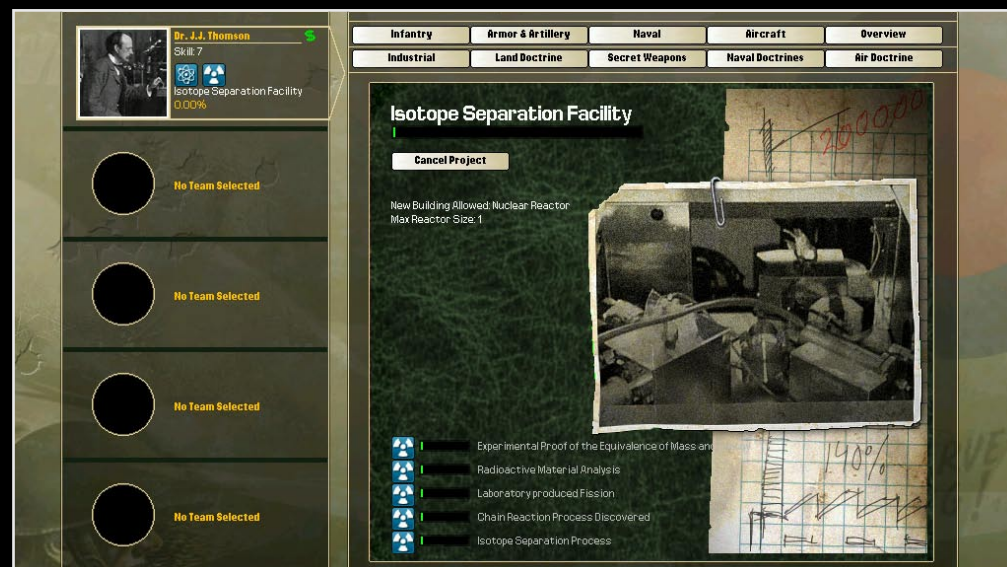 Dr. J.J. Thomson
Skill: 7
Isotope Separation Facility
0.00%
No Team Selected
No Team Selected
No Team Selected
No Team Selected
Infantry
Armor & Artillery
Naval
Aircraft
Overview
Industrial
Land Doctrine
Secret Weapons
Naval Doctrines
Air Doctrine
Isotope Separation Facility
Cancel Project
New Building Allowed: Nuclear Reactor
Max Reactor Size: 1
Experimental Proof of the Equivalence of Mass and
Radioactive Material Analysis
Laboratory produced Fission
Chain Reaction Process Discovered
Isotope Separation Process
200000
140%